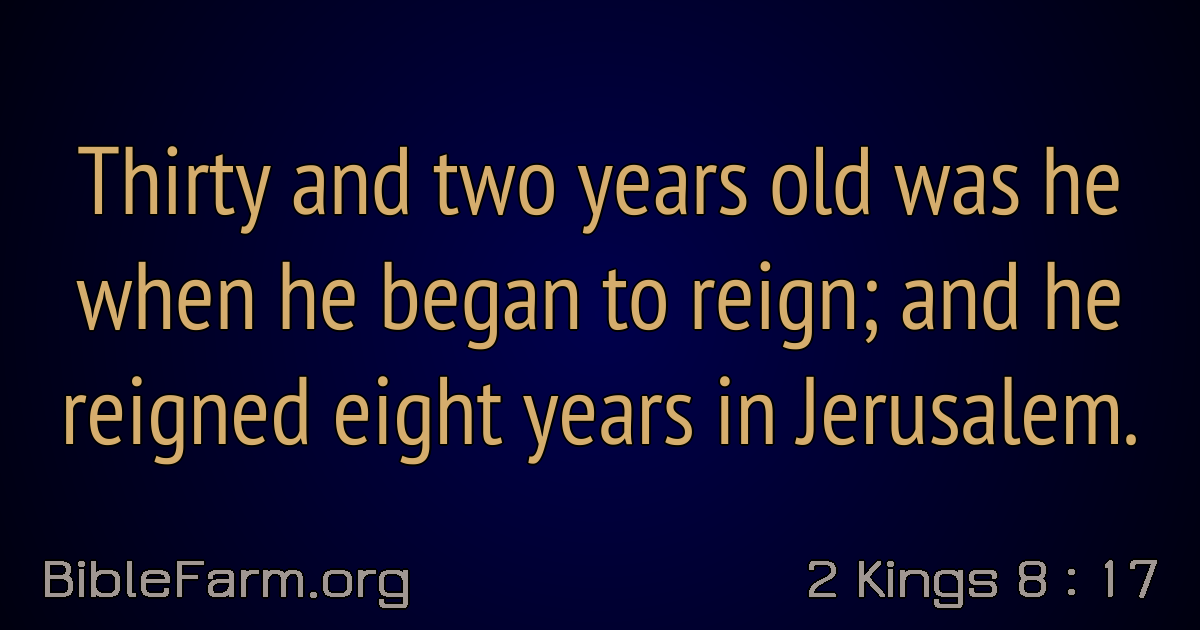 Thirty and two years old was he
when he began to reign; and he
reigned eight years in Jerusalem.
BibleFarm.org
2 Kings 8 : 17